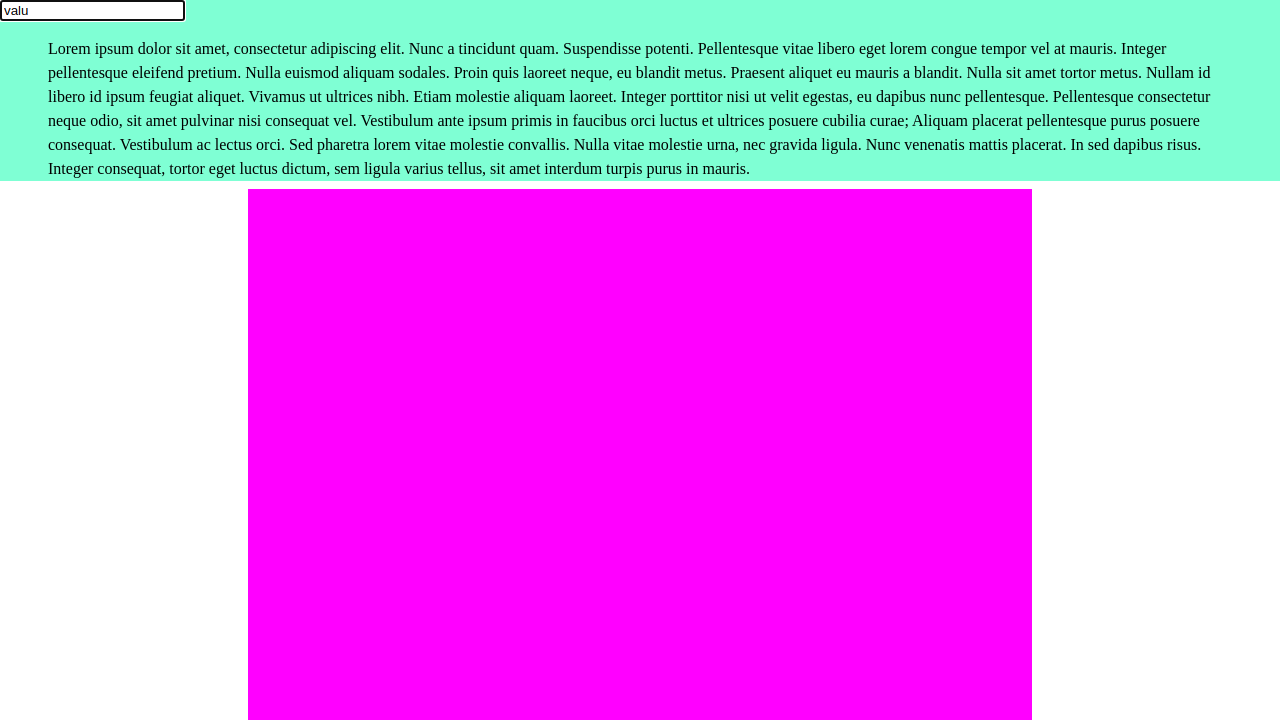 valu
Lorem ipsum dolor sit amet, consectetur adipiscing elit. Nunc a tincidunt quam. Suspendisse potenti. Pellentesque vitae libero eget lorem congue tempor vel at mauris. Integer
pellentesque eleifend pretium. Nulla euismod aliquam sodales. Proin quis laoreet neque, eu blandit metus. Praesent aliquet eu mauris a blandit. Nulla sit amet tortor metus. Nullam id
libero id ipsum feugiat aliquet. Vivamus ut ultrices nibh. Etiam molestie aliquam laoreet. Integer porttitor nisi ut velit egestas, eu dapibus nunc pellentesque. Pellentesque consectetur
neque odio, sit amet pulvinar nisi consequat vel. Vestibulum ante ipsum primis in faucibus orci luctus et ultrices posuere cubilia curae; Aliquam placerat pellentesque purus posuere
consequat. Vestibulum ac lectus orci. Sed pharetra lorem vitae molestie convallis. Nulla vitae molestie urna, nec gravida ligula. Nunc venenatis mattis placerat. In sed dapibus risus.
Integer consequat, tortor eget luctus dictum, sem ligula varius tellus, sit amet interdum turpis purus in mauris.